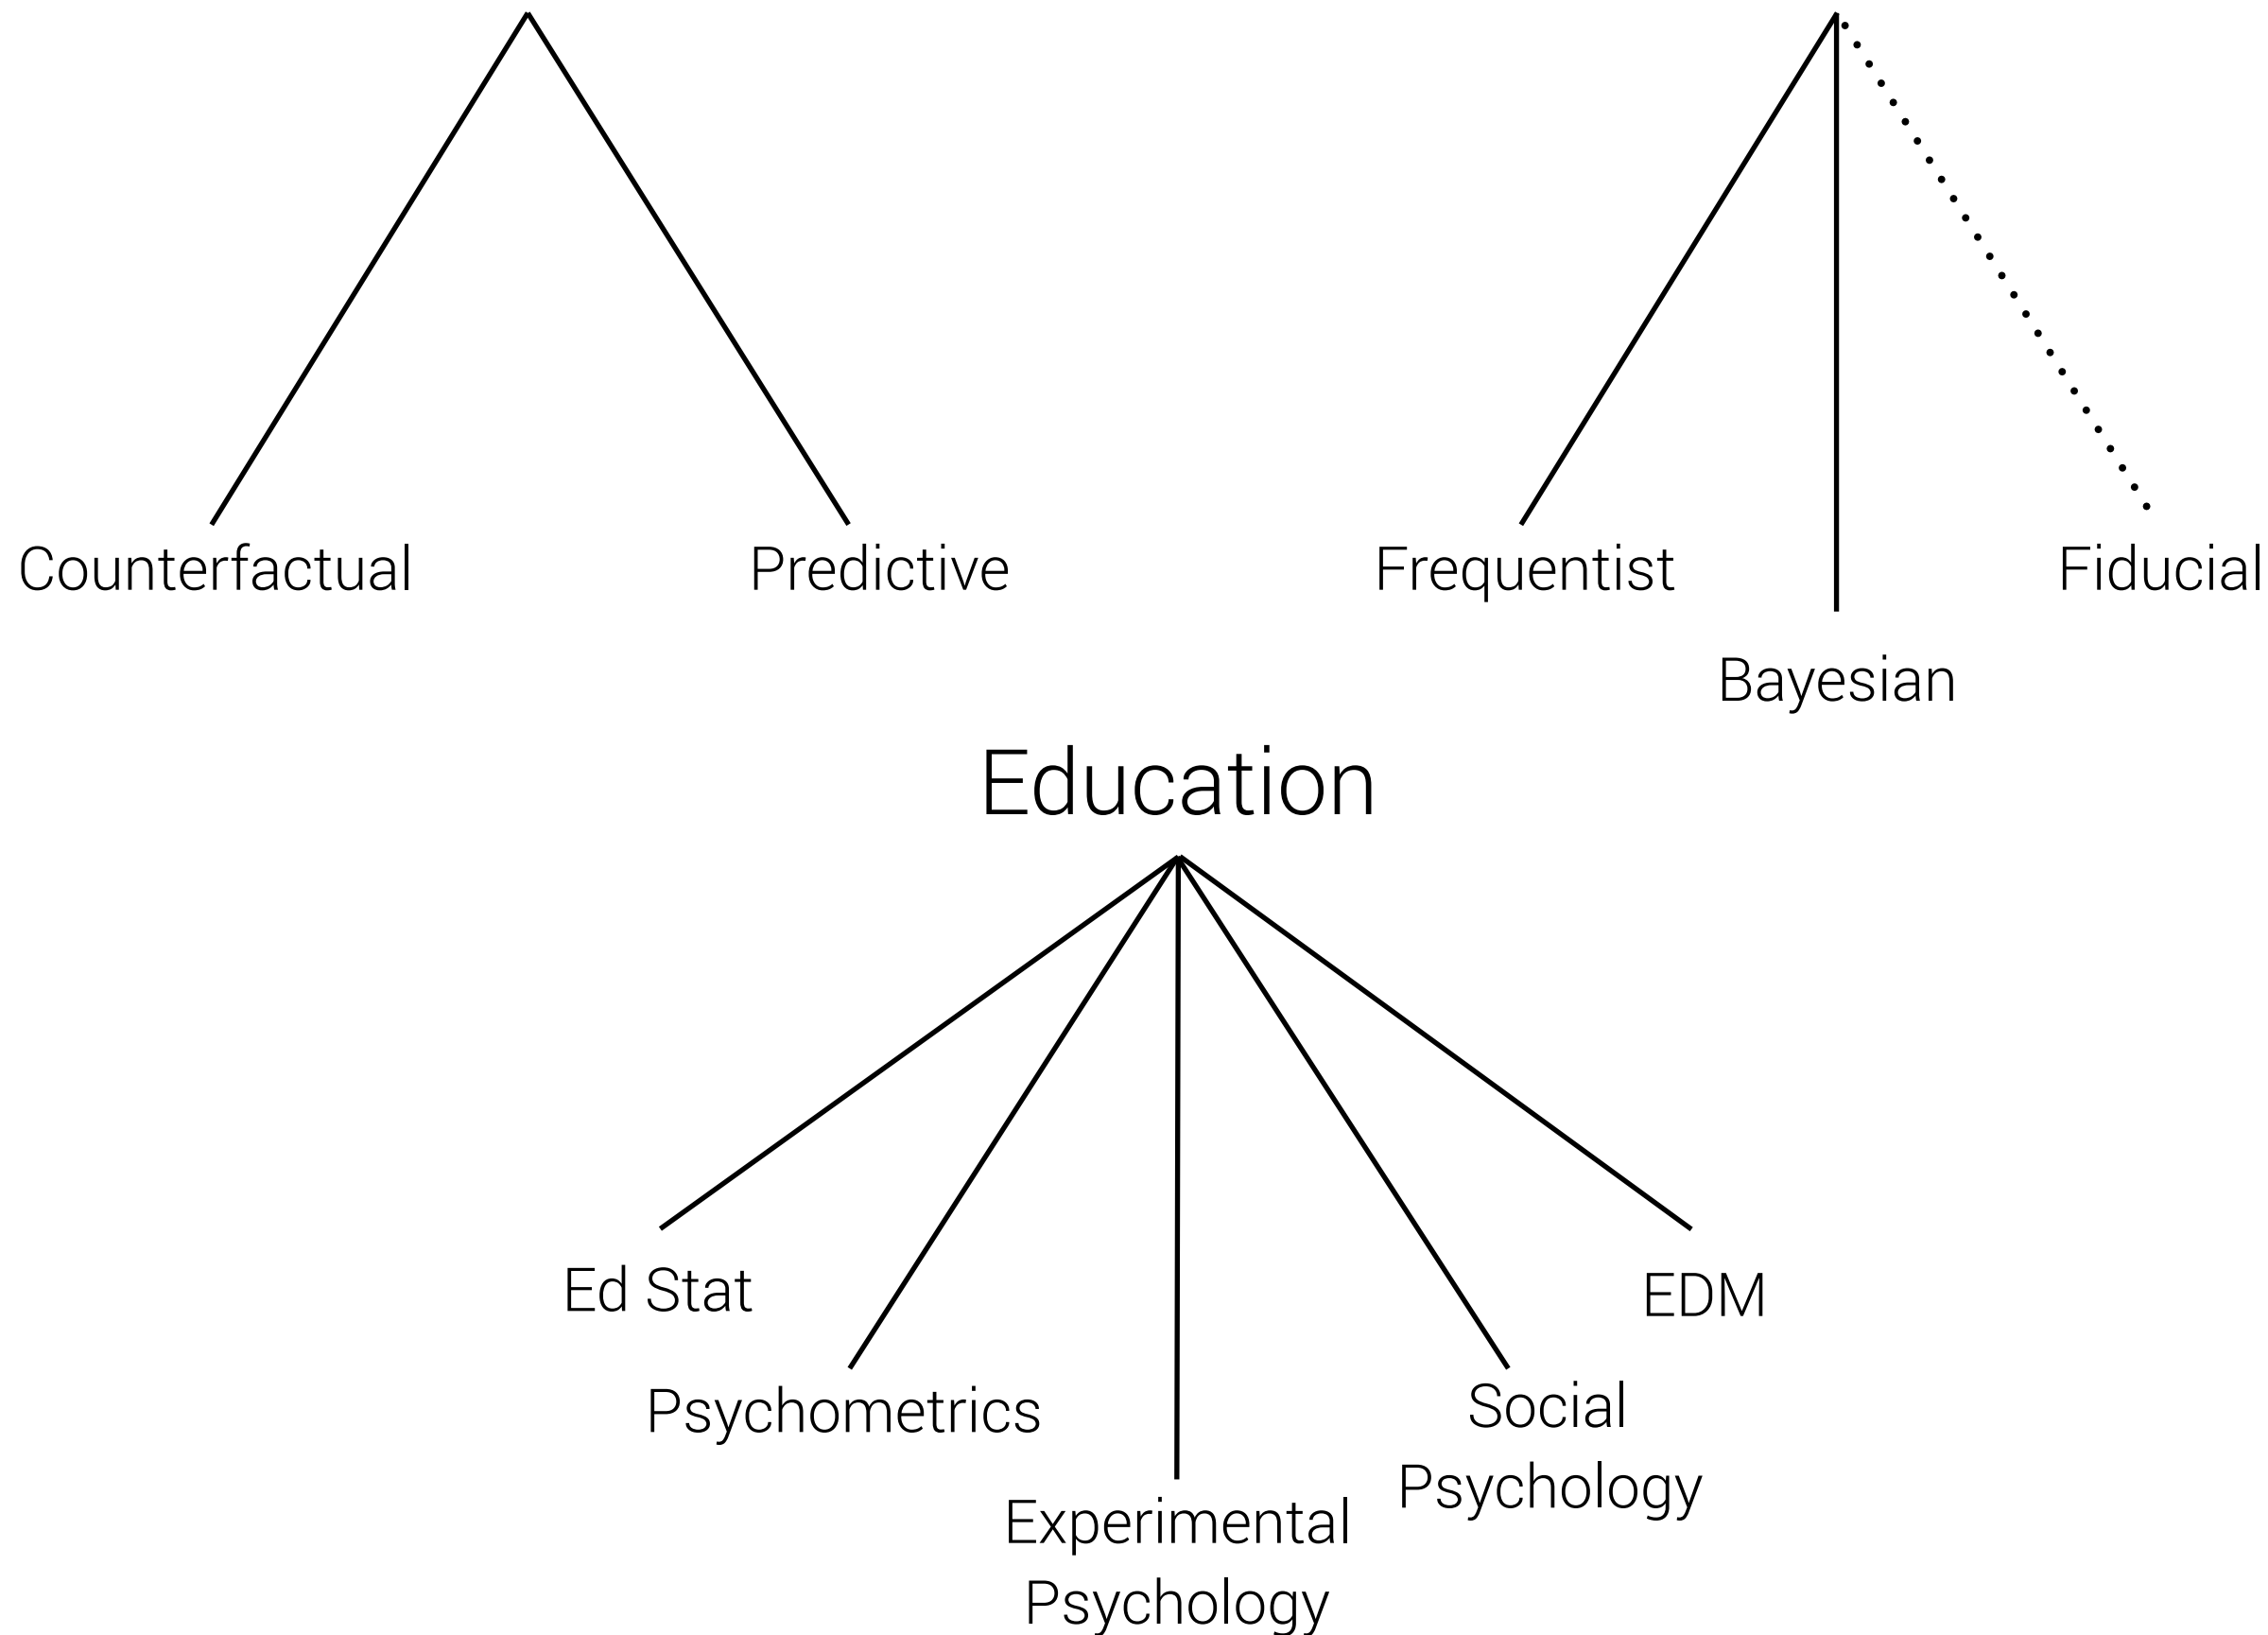 Counterfactual
Predictive
Frequentist
Fiducial
Bayesian
Education
Ed Stat
EDM
Psychometrics
Social
Psychology
Experimental
Psychology